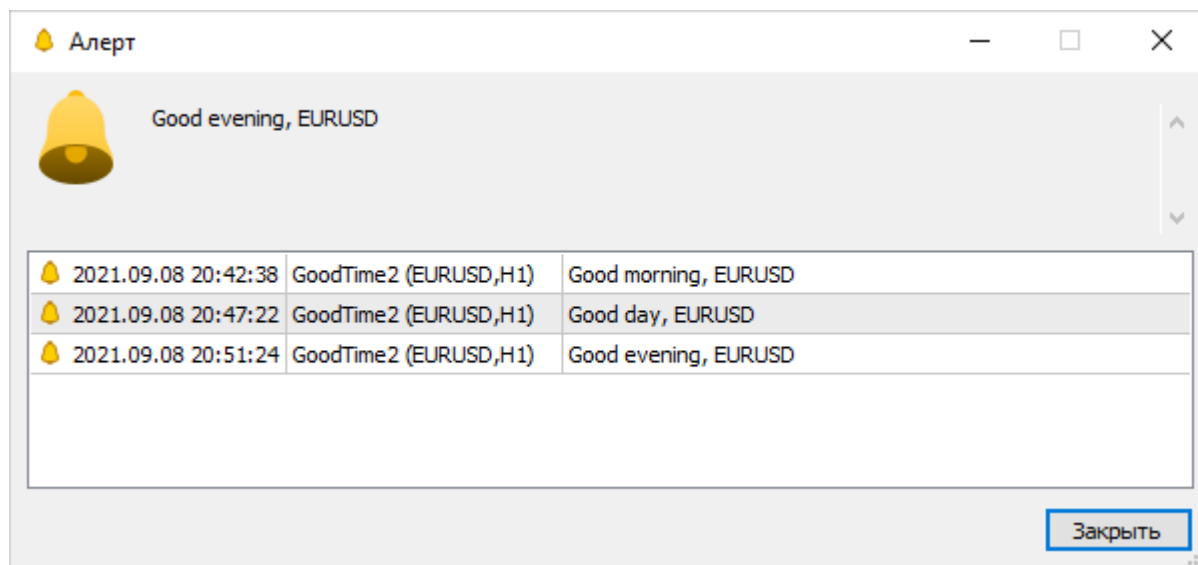 Алерт
Good evening, EURUSD
2021.09.08 20:42:38 GoodTime2 (EURUSD,H1) Good morning, EURUSD
2021.09.08 20:47:22 GoodTime2 (EURUSD,H1) Good day, EURUSD
2021.09.08 20:51:24 GoodTime2 (EURUSD,H1) Good evening, EURUSD
Закрыть